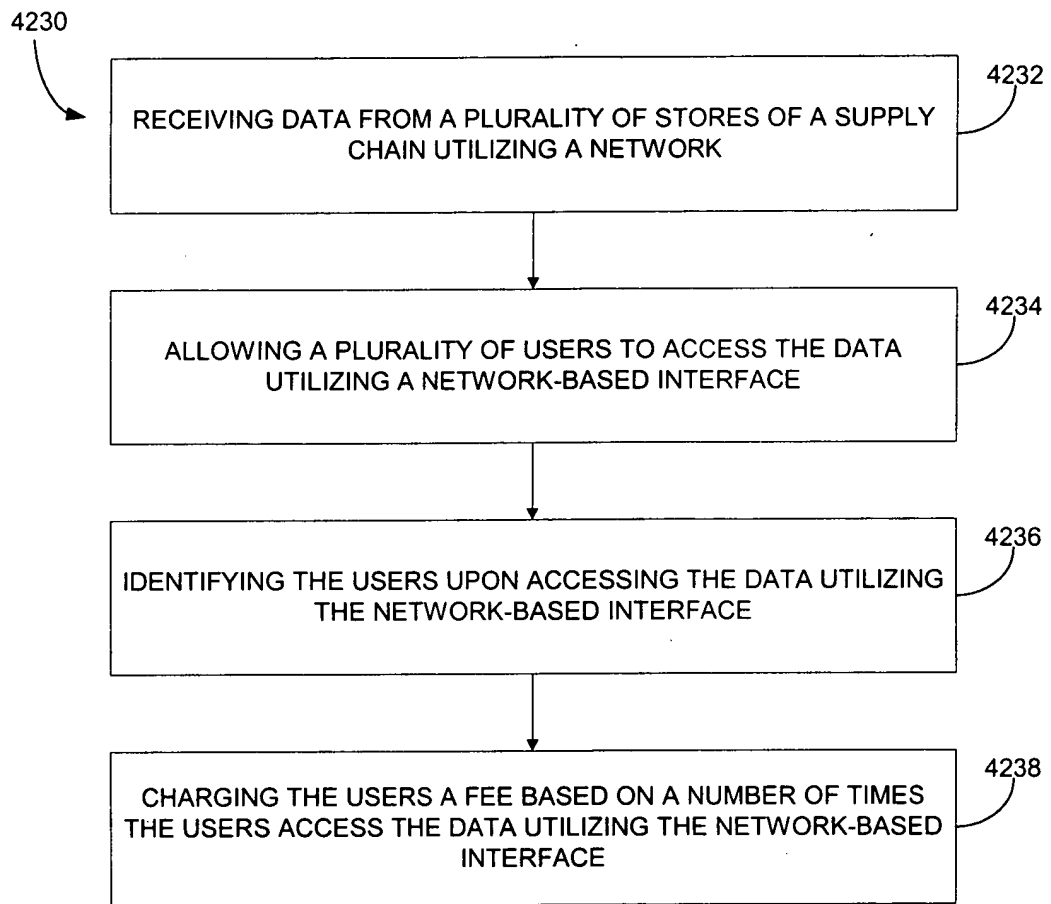 4230
4232
RECEIVING DATA FROM A PLURALITY OF STORES OF A SUPPLY
CHAIN UTILIZING A NETWORK
4234
ALLOWING A PLURALITY OF USERS TO ACCESS THE DATA
UTILIZING A NETWORK-BASED INTERFACE
4236
IDENTIFYING THE USERS UPON ACCESSING THE DATA UTILIZING
THE NETWORK-BASED INTERFACE
4238
CHARGING THE USERS A FEE BASED ON A NUMBER OF TIMES
THE USERS ACCESS THE DATA UTILIZING THE NETWORK-BASED
INTERFACE